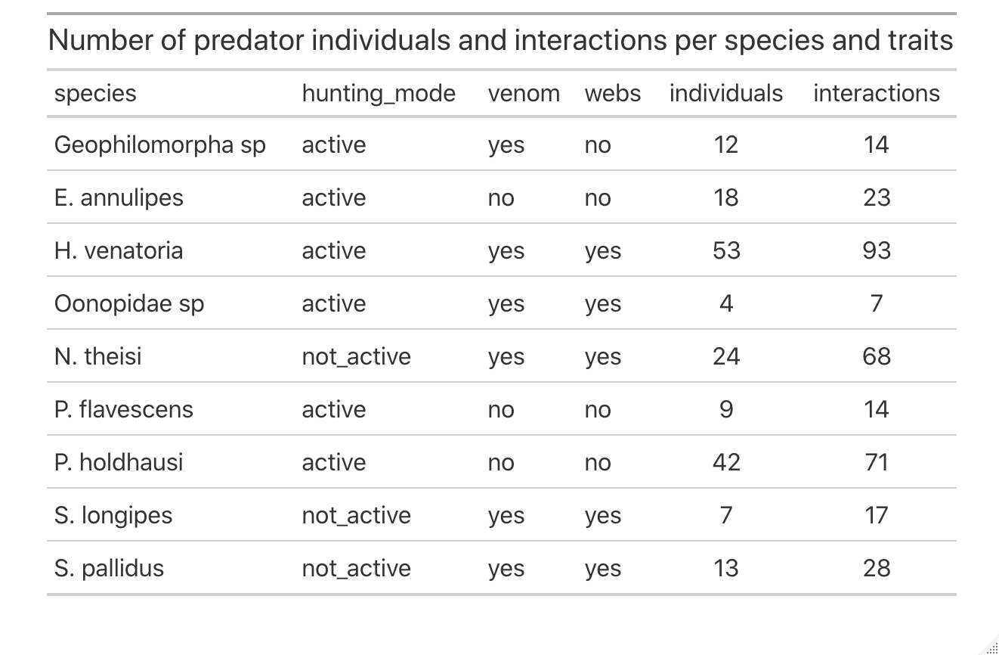 Number of predator individuals and interactions per species and traits
species hunting_mode venom webs individuals interactions
Geophilomorpha sp active yes no 12 14
E. annulipes active no no 18 23
H. venatoria active yes yes 53 93
Oonopidae sp active yes yes 4 7
N. theisi not_active yes yes 24 68
P. flavescens active no no 9 14
P. holdhausi active no no 42 71
S. longipes not_active yes yes 7 17
S. pallidus not_active yes yes 13 28